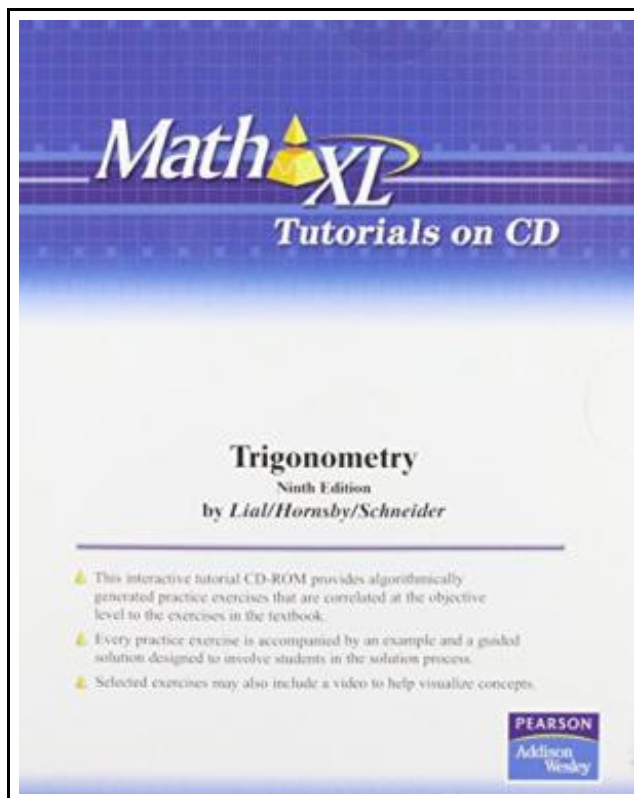 Math XL
Tutorials on CD
Trigonometry
Ninth Edition
by Lial/Hornsby/Schneider
This interactive tutorial CD-ROM provides algorithmically
generated practice exercises that are correlated at the objective
level to the exercises in the textbook.
Every practice exercise is accompanied by an example and a guided
solution designed to involve students in the solution process.
Selected exercises may also include a video to help visualize concepts.
PEARSON
Addison
Wesley